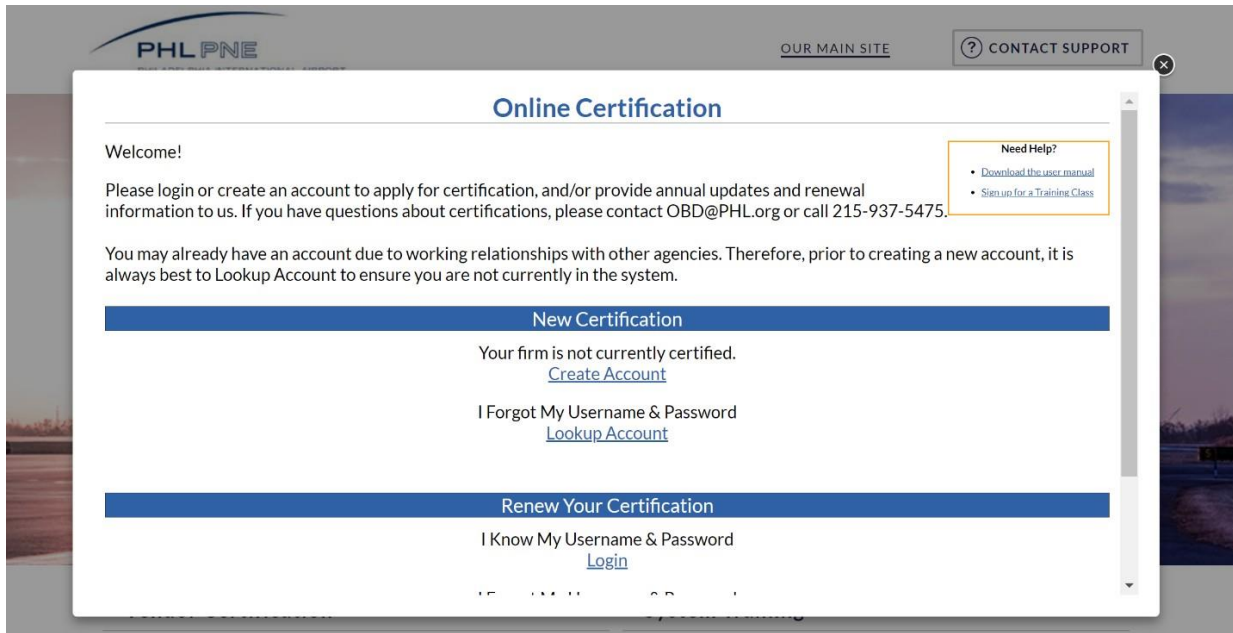 PHL PNE
OUR MAIN SITE
? CONTACT SUPPORT
Online Certification
Welcome!
Need Help?
• Download the user manual
• Sign up for a Training Class
Please login or create an account to apply for certification, and/or provide annual updates and renewal
information to us. If you have questions about certifications, please contact OBD@PHL.org or call 215-937-5475.
You may already have an account due to working relationships with other agencies. Therefore, prior to creating a new account, it is
always best to Lookup Account to ensure you are not currently in the system.
New Certification
Your firm is not currently certified.
Create Account
I Forgot My Username & Password
Lookup Account
Renew Your Certification
I Know My Username & Password
Login